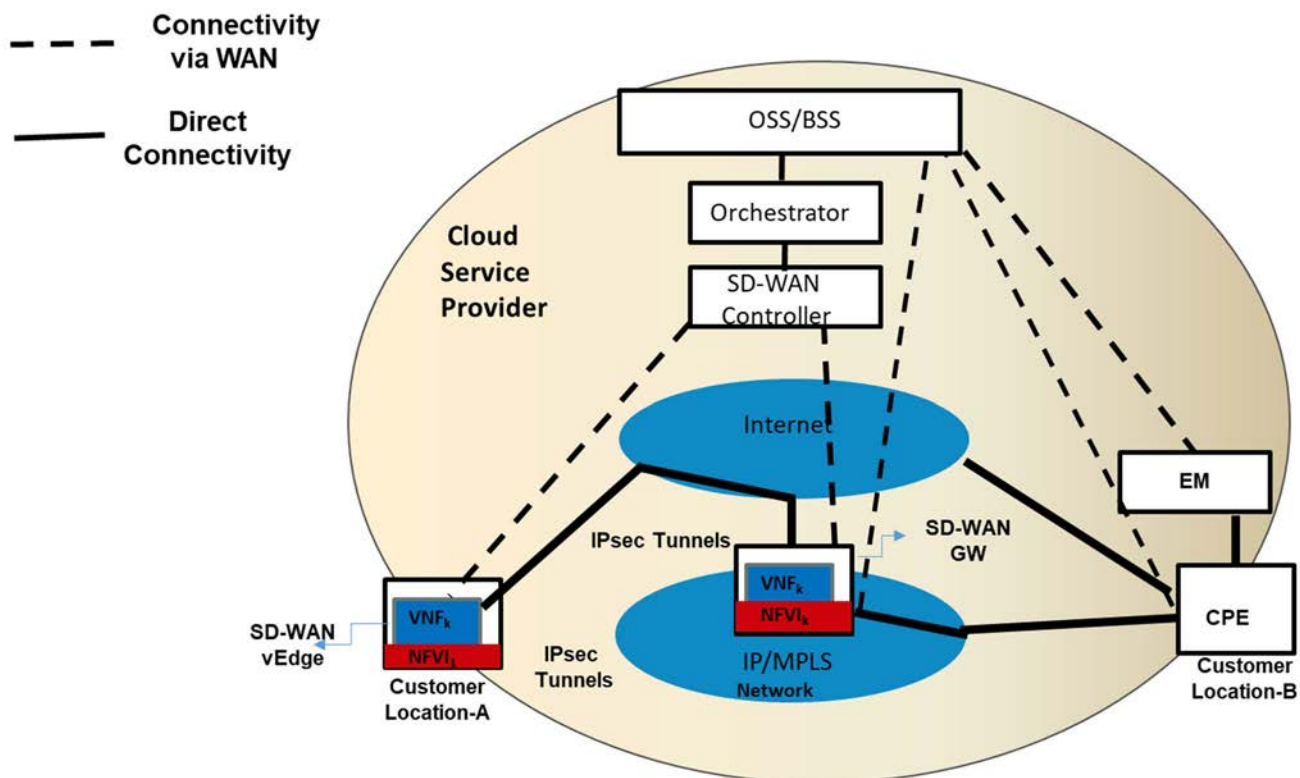 Connectivity
via WAN
Direct
Connectivity
OSS/BSS
Orchestrator
Cloud
Service
Provider
SD-WAN
Controller
Internet
EM
IPsec Tunnels
SD-WAN
GW
VNFk
NFVIk
VNFk
NFVI1
SD-WAN
vEdge
CPE
IPsec
Tunnels
IP/MPLS
Network
Customer
Location-A
Customer
Location-B